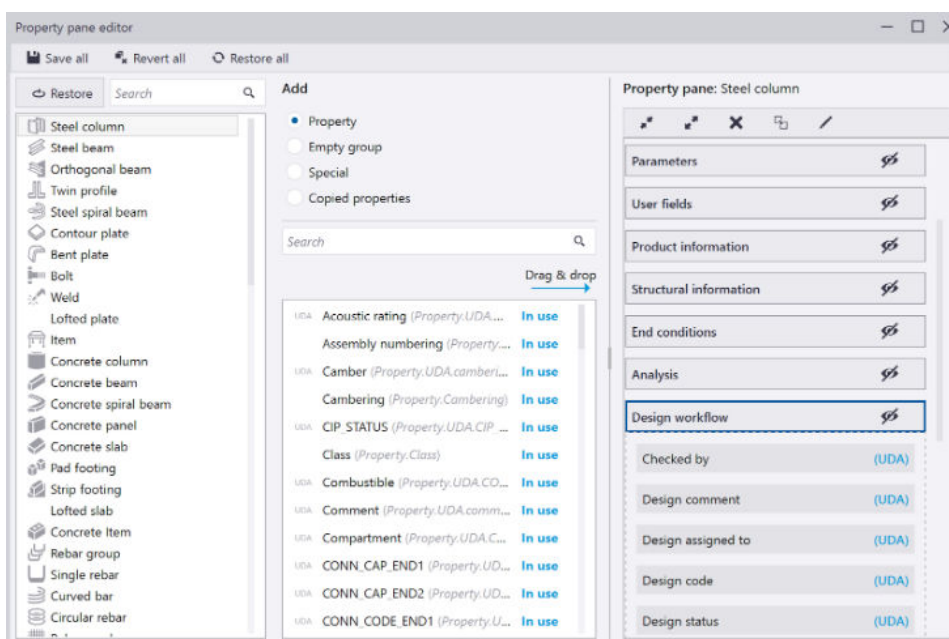 Property pane editor
Save all Revert all Restore all
Restore Search
Steel column
Steel beam
Orthogonal beam
Twin profile
Steel spiral beam
Contour plate
Bent plate
Bolt
Weld
Lofted plate
Item
Concrete column
Concrete beam
Concrete spiral beam
Concrete panel
Concrete slab
Pad footing
Strip footing
Lofted slab
Concrete Item
Rebar group
Single rebar
Curved bar
Circular rebar
Add
Property
Empty group
Special
Copied properties
Search
Drag & drop
UDA Acoustic rating (Property.UDA.... In use
Assembly numbering (Property.... In use
UDA Camber (Property.UDA.camberi... In use
Cambering (Property.Cambering) In use
UDA CIP_STATUS (Property.UDA.CIP_... In use
Class (Property.Class) In use
UDA Combustible (Property.UDA.CO... In use
UDA Comment (Property.UDA.comm... In use
UDA Compartment (Property.UDA.C... In use
UDA CONN_CAP_END1 (Property.UD... In use
UDA CONN_CAP_END2 (Property.UD... In use
UDA CONN_CODE_END1 (Property.U... In use
Property pane: Steel column
Parameters
User fields
Product information
Structural information
End conditions
Analysis
Design workflow
Checked by (UDA)
Design comment (UDA)
Design assigned to (UDA)
Design code (UDA)
Design status (UDA)